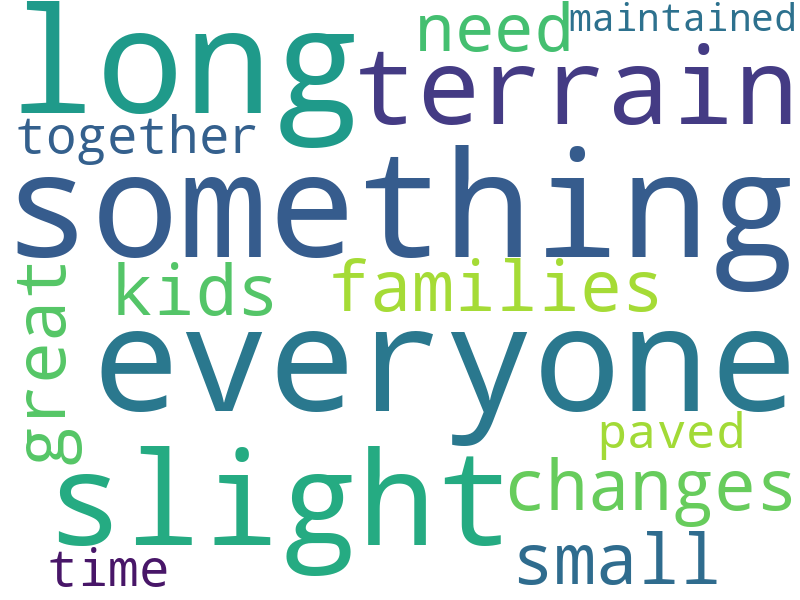 long
need
maintained
terrain
together
something
great
kids
families
everyone
paved
slight
changes
time
small